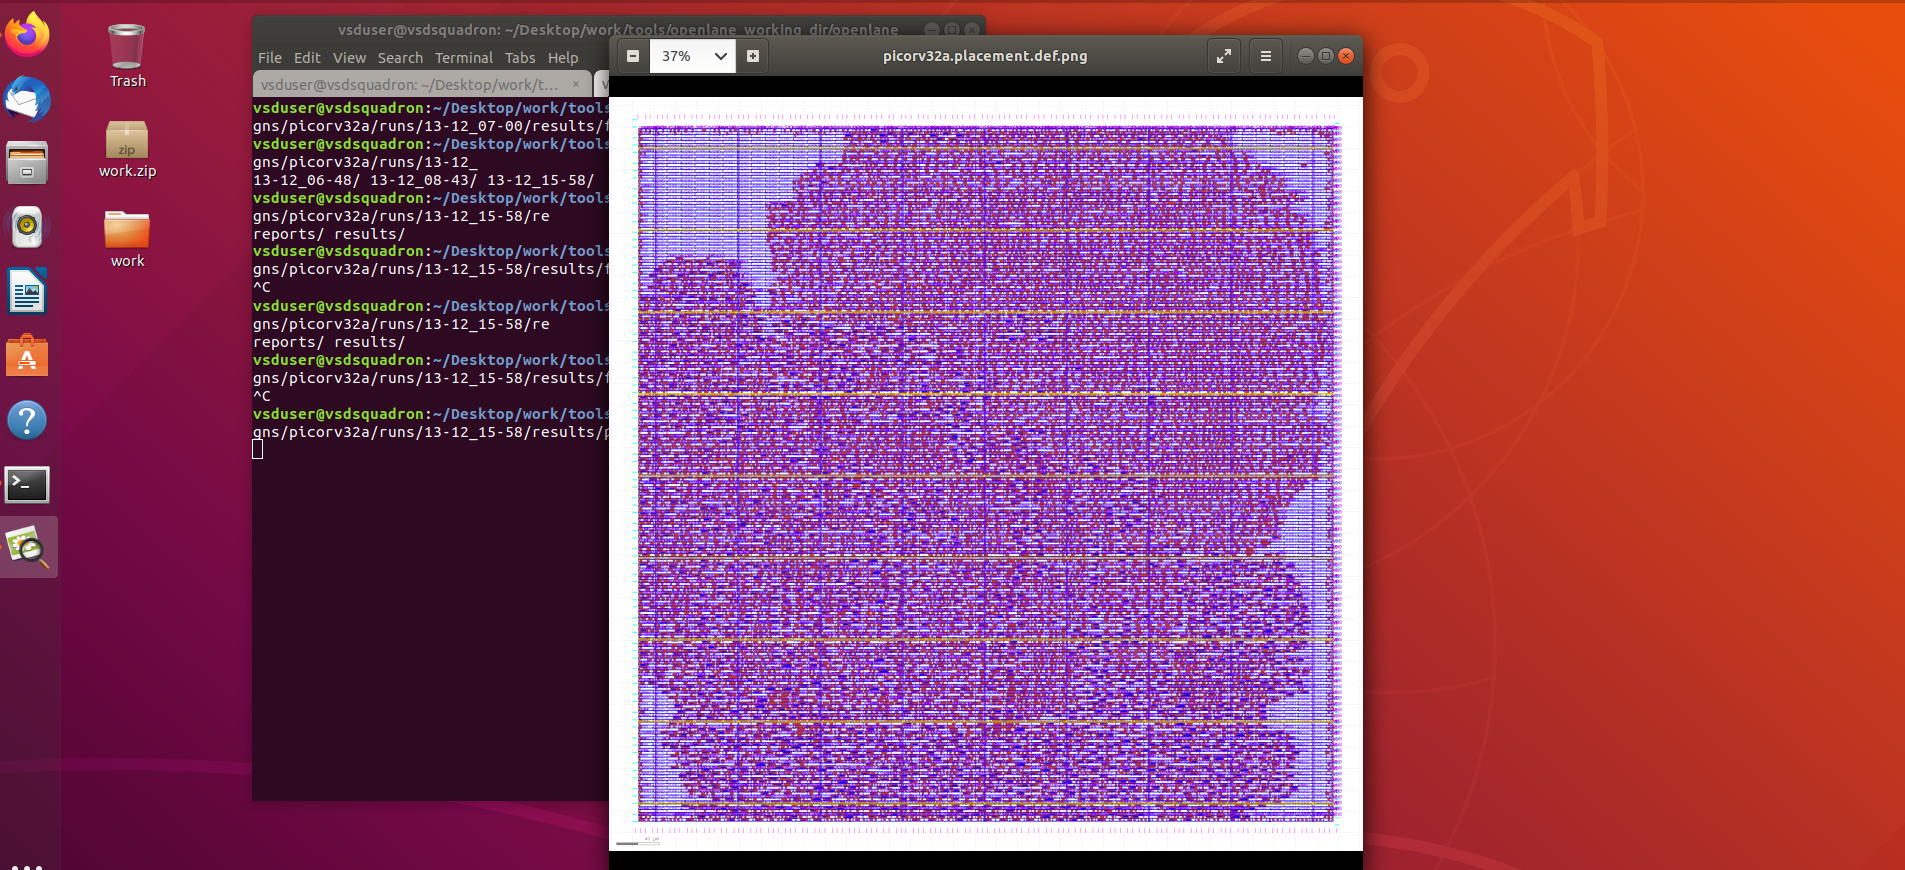 vsduser@vsdsquadron: ~/Desktop/work/tools/openlane_working_dir/openlane
File Edit View Search Terminal Tabs Help
vsduser@vsdsquadron: ~/Desktop/work/t... ×
vsduser@vsdsquadron:~/Desktop/work/tools
gns/picorv32a/runs/13-12_07-00/results/f
vsduser@vsdsquadron:~/Desktop/work/tools
gns/picorv32a/runs/13-12_
13-12_06-48/ 13-12_08-43/ 13-12_15-58/
vsduser@vsdsquadron:~/Desktop/work/tools
gns/picorv32a/runs/13-12_15-58/re
reports/ results/
vsduser@vsdsquadron:~/Desktop/work/tools
gns/picorv32a/runs/13-12_15-58/results/f
^C
vsduser@vsdsquadron:~/Desktop/work/tools
gns/picorv32a/runs/13-12_15-58/re
reports/ results/
vsduser@vsdsquadron:~/Desktop/work/tools
gns/picorv32a/runs/13-12_15-58/results/f
^C
vsduser@vsdsquadron:~/Desktop/work/tools
gns/picorv32a/runs/13-12_15-58/results/p
37%
picorv32a.placement.def.png
Trash
zip
work.zip
work